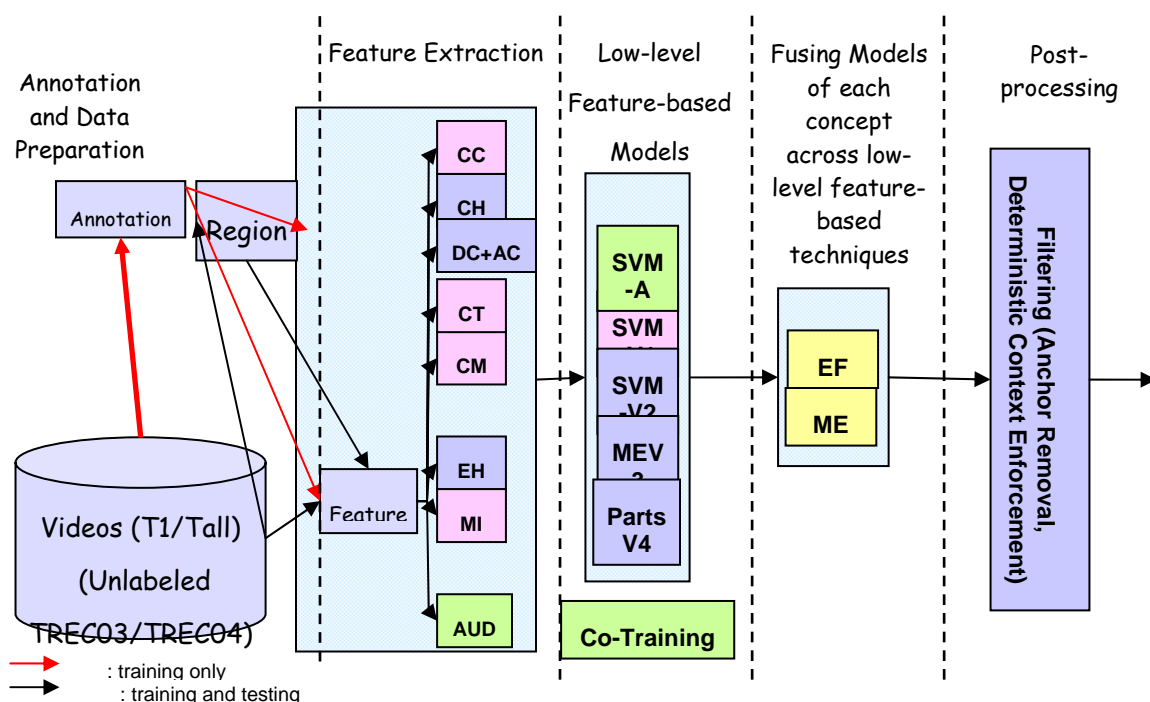 Annotation
and Data
Preparation
Feature Extraction
Low-level
Feature-based
Models
Fusing Models
of each
concept
across low-
level feature-
based
techniques
Post-
processing
Annotation
Region
Videos (T1/Tall)
(Unlabeled
TREC03/TREC04)
Feature
CC
CH
DC+AC
CT
CM
EH
MI
AUD
SVM
-A
SVM
SVM
-V2
MEV
Parts
V4
Co-Training
EF
ME
Filtering (Anchor Removal,
Deterministic Context Enforcement)
: training only
: training and testing